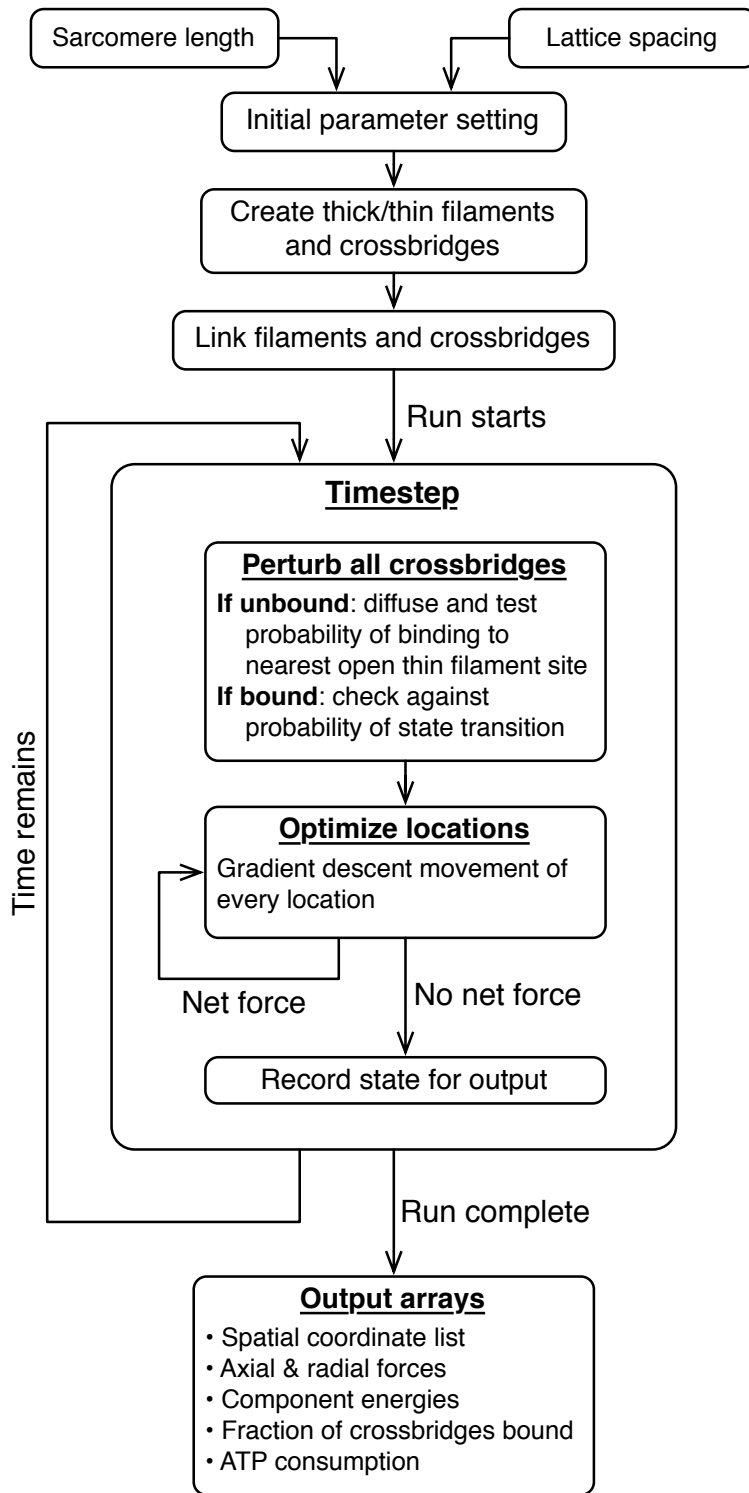 Sarcomere length
Lattice spacing
Initial parameter setting
Create thick/thin filaments
and crossbridges
Link filaments and crossbridges
Run starts
Timestep
Perturb all crossbridges
If unbound: diffuse and test
probability of binding to
nearest open thin filament site
If bound: check against
probability of state transition
Time remains
Optimize locations
Gradient descent movement of
every location
Net force
No net force
Record state for output
Run complete
Output arrays
• Spatial coordinate list
• Axial & radial forces
• Component energies
• Fraction of crossbridges bound
• ATP consumption